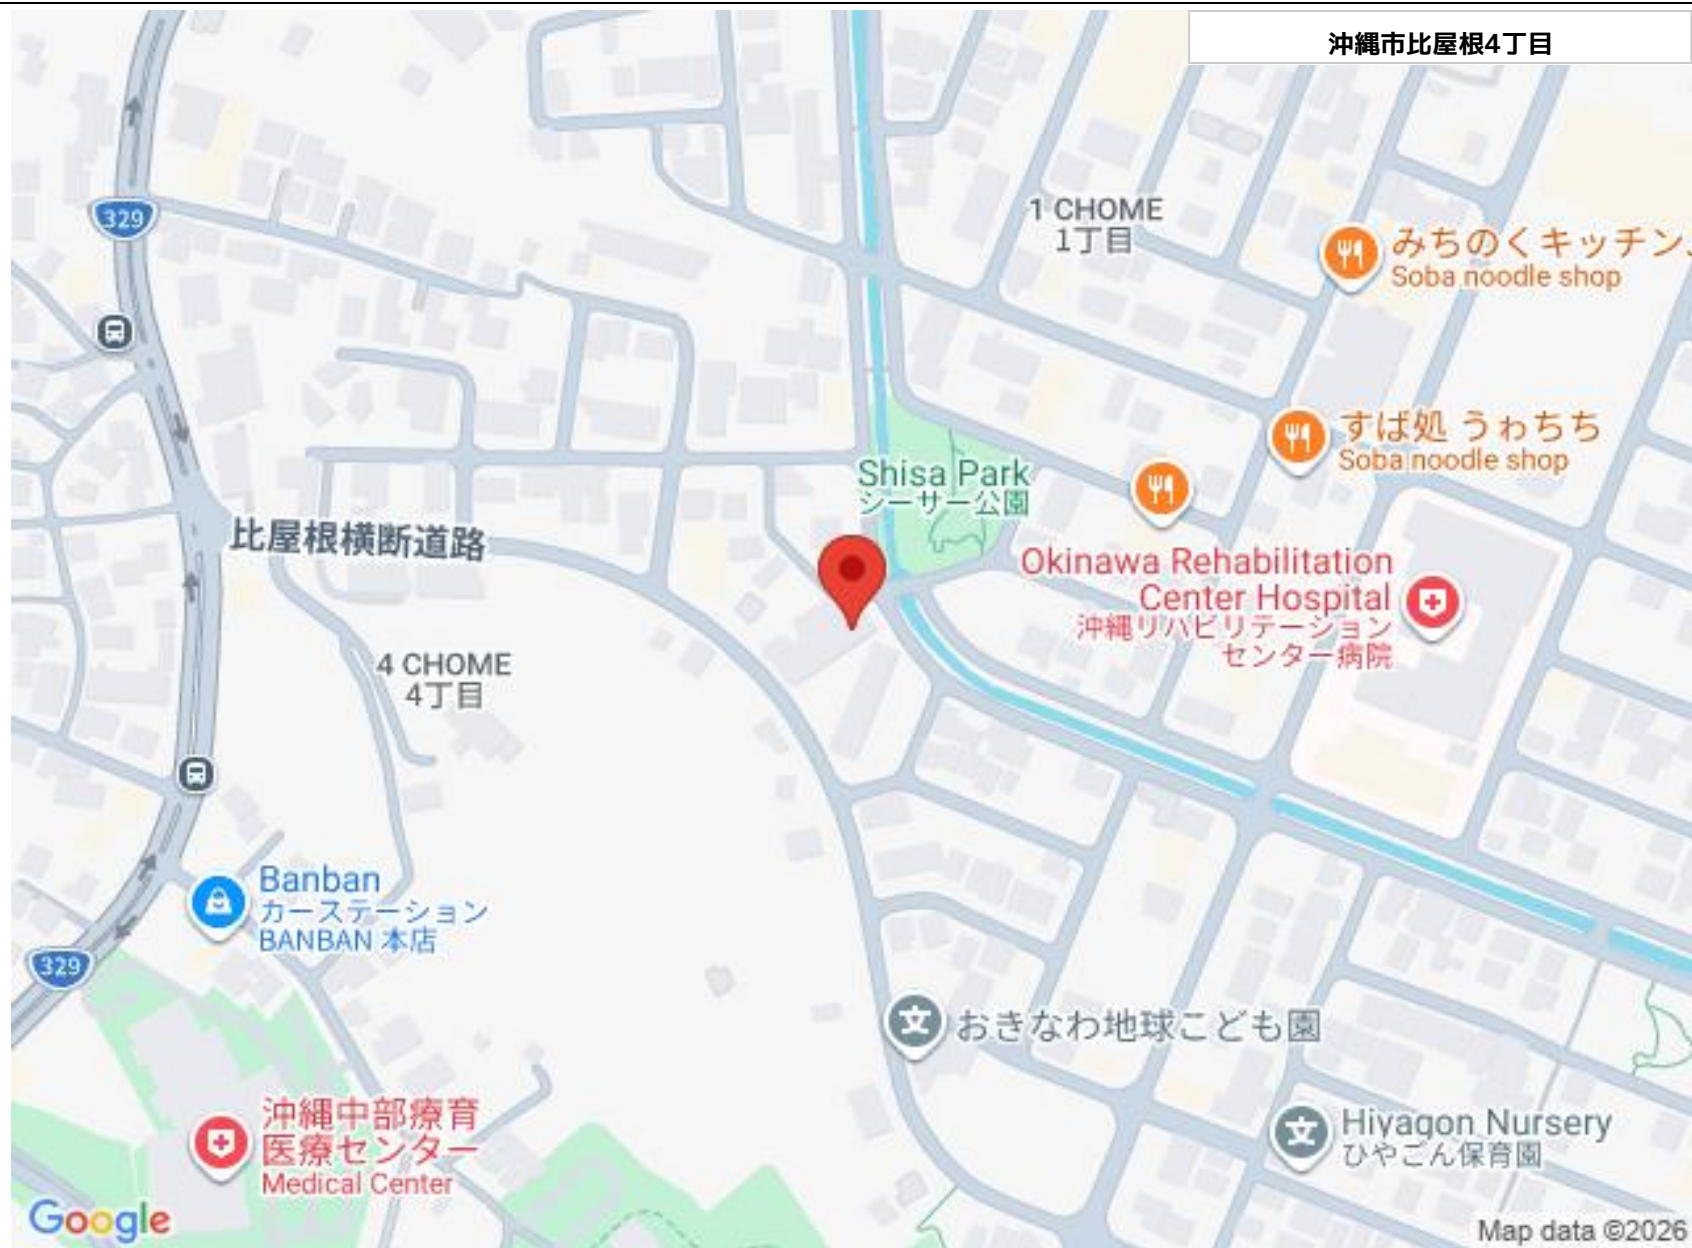 沖縄市比屋根4丁目
1 CHOME
1丁目
329
みちのくキッチン
Soba noodle shop
すば処 うゎちち
Soba noodle shop
Shisa Park
シーサー公園
比屋根横断道路
Okinawa Rehabilitation
Center Hospital
沖縄リハビリテーション
センター病院
4 CHOME
4丁目
Banban
カーステーション
BANBAN 本店
329
おきなわ地球こども園
沖縄中部療育
医療センター
Medical Center
Hiyagon Nursery
ひやごん保育園
Google
Map data ©2026